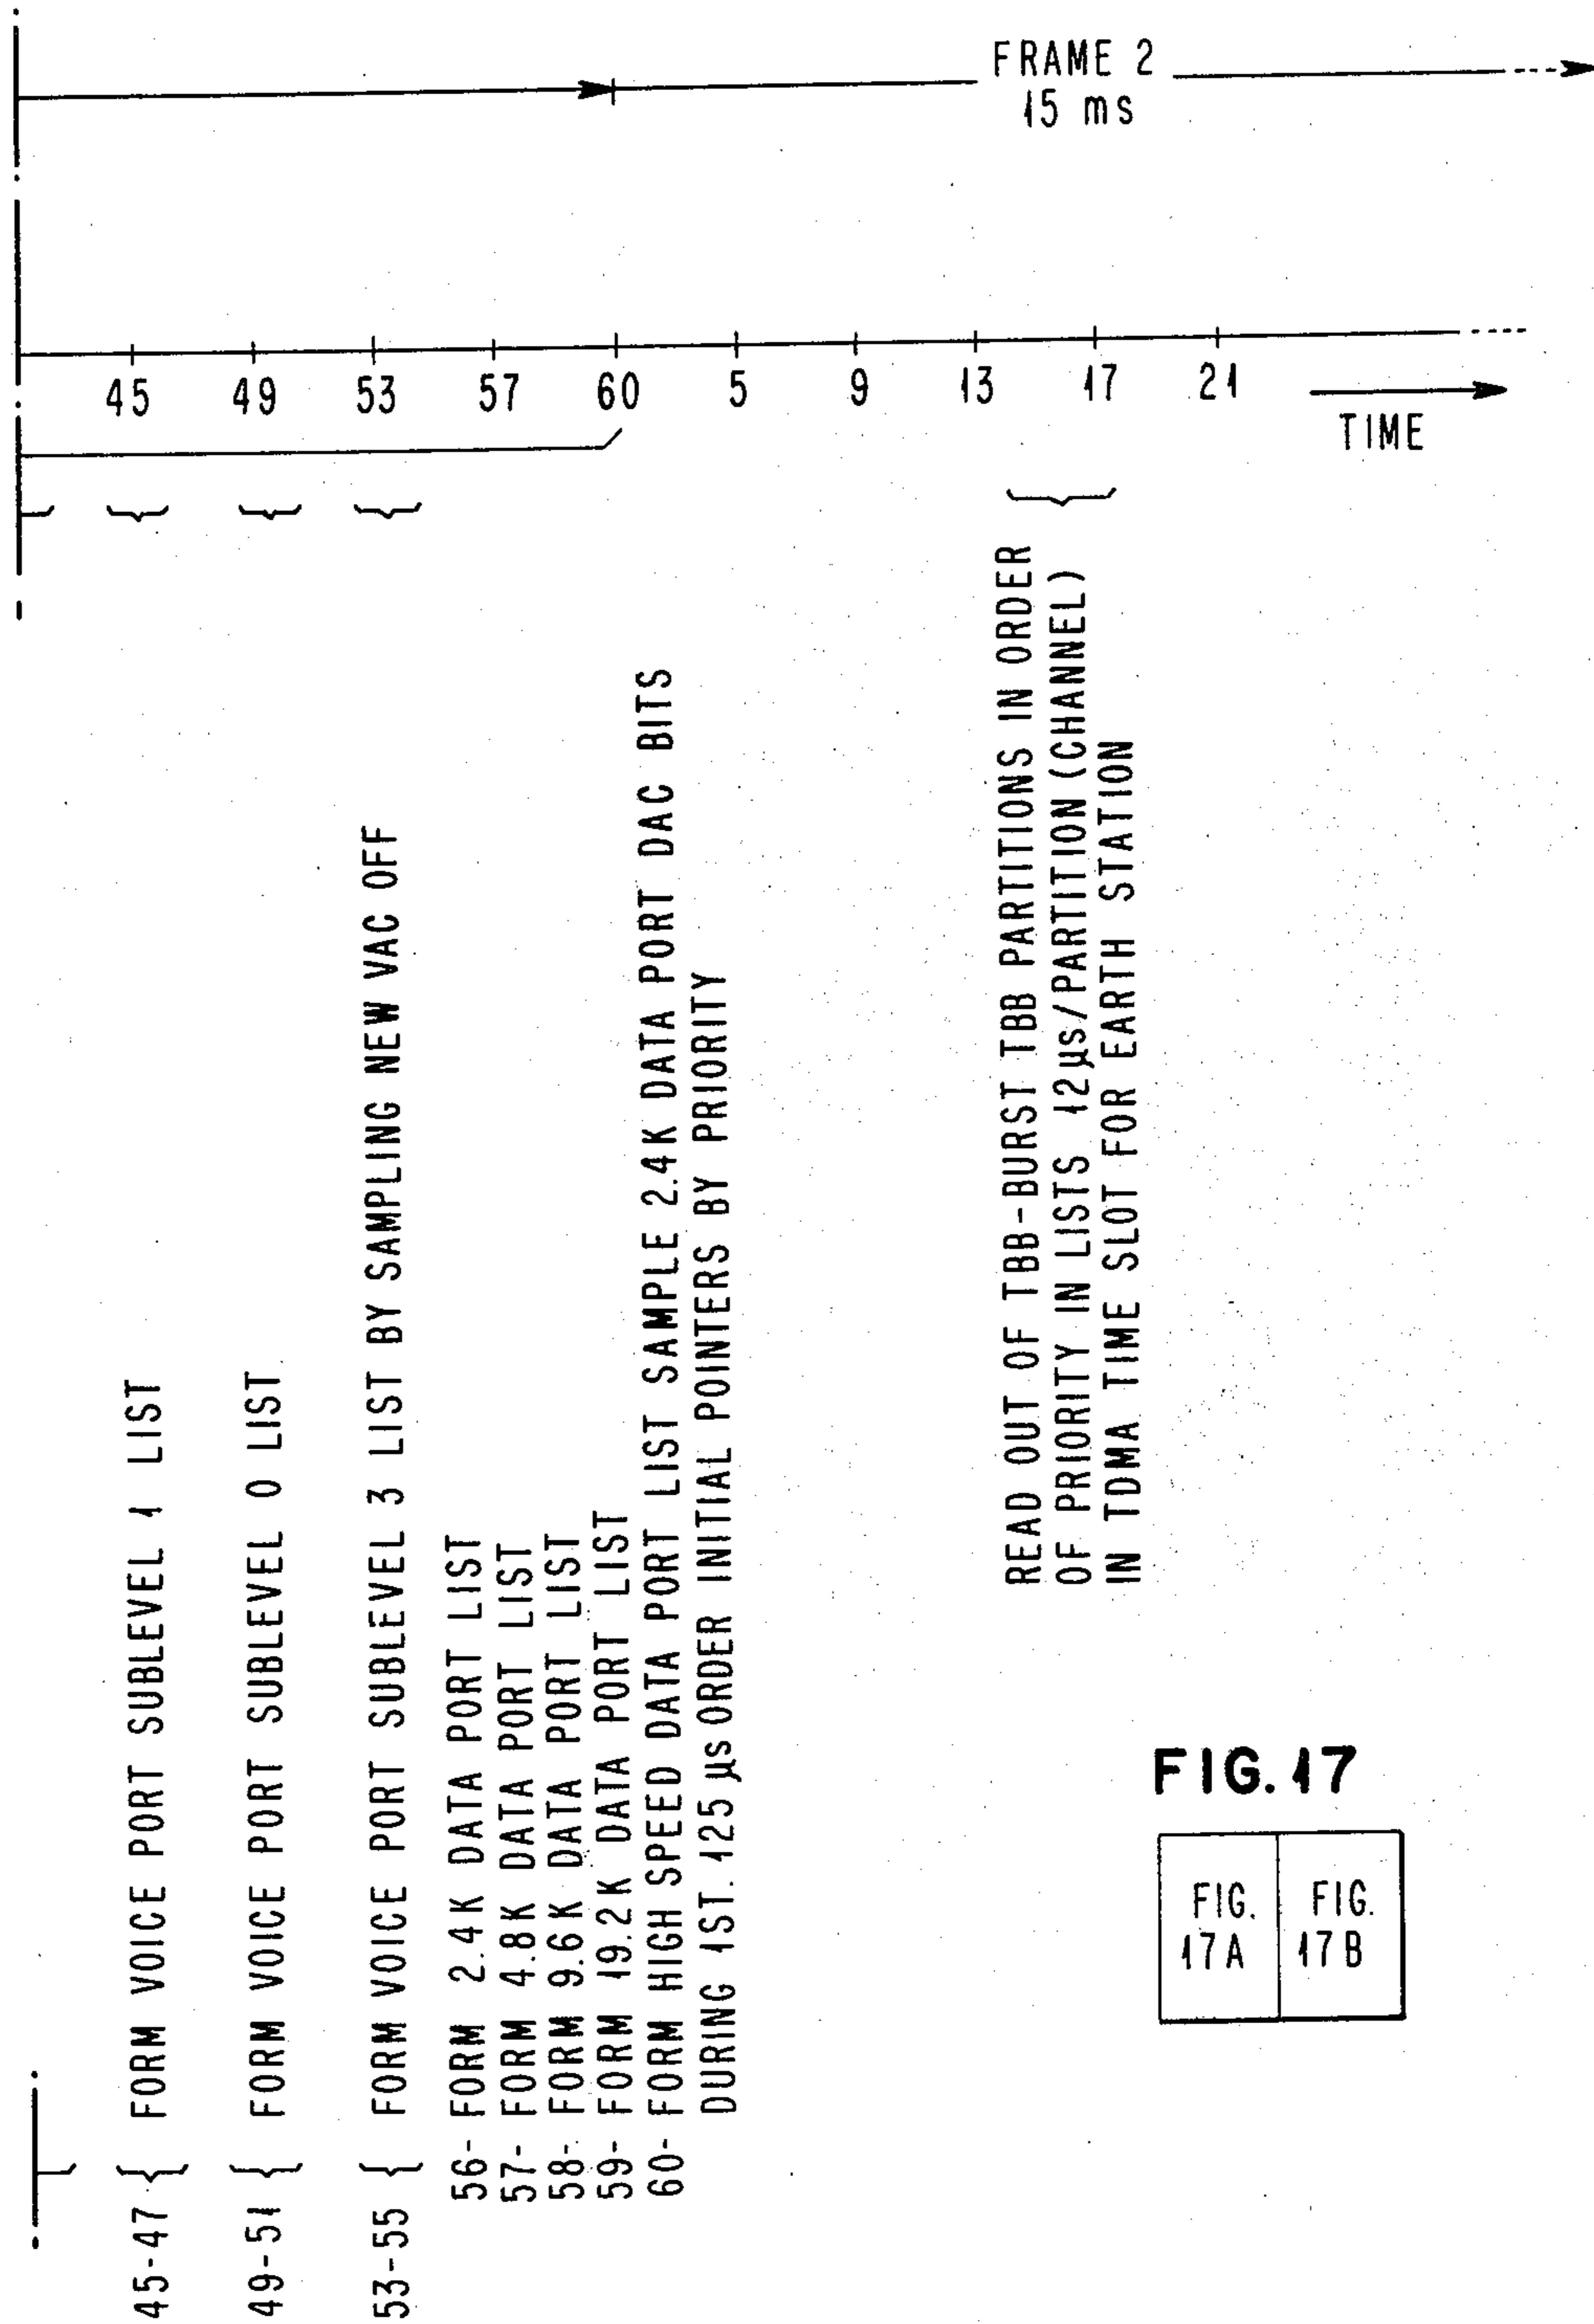 FRAME 2
15 ms
45 49 53 57 60 5 9 13 17 21
TIME
45-47 FORM VOICE PORT SUBLEVEL 1 LIST
49-51 FORM VOICE PORT SUBLEVEL 0 LIST
53-55 FORM VOICE PORT SUBLEVEL 3 LIST BY SAMPLING NEW VAC OFF
56- FORM 2.4K DATA PORT LIST
57- FORM 4.8K DATA PORT LIST
58- FORM 9.6K DATA PORT LIST
59- FORM 19.2K DATA PORT LIST
60- FORM HIGH SPEED DATA PORT LIST SAMPLE 2.4K DATA PORT DAC BITS
DURING 1ST. 125 µs ORDER INITIAL POINTERS BY PRIORITY
READ OUT OF TBB-BURST TBB PARTITIONS IN ORDER
OF PRIORITY IN LISTS 12µs/PARTITION (CHANNEL)
IN TDMA TIME SLOT FOR EARTH STATION
FIG. 17
FIG.
17A
FIG.
17B